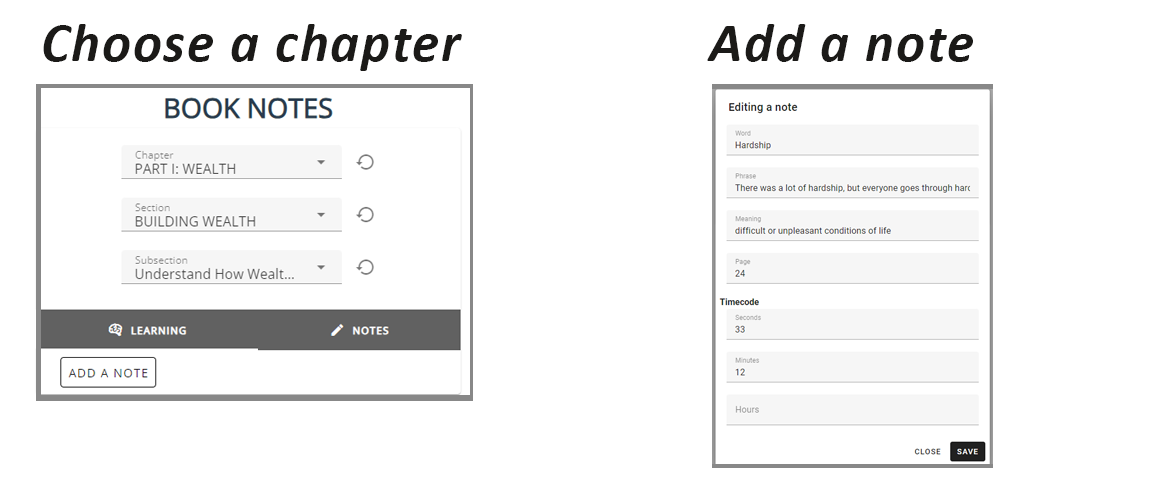 Choose a chapter
BOOK NOTES
Chapter
PART I: WEALTH
Section
BUILDING WEALTH
Subsection
Understand How Wealt...
LEARNING
NOTES
ADD A NOTE
Add a note
Editing a note
Word
Hardship
Phrase
There was a lot of hardship, but everyone goes through hard
Meaning
difficult or unpleasant conditions of life
Page
24
Timecode
Seconds
33
Minutes
12
Hours
CLOSE
SAVE